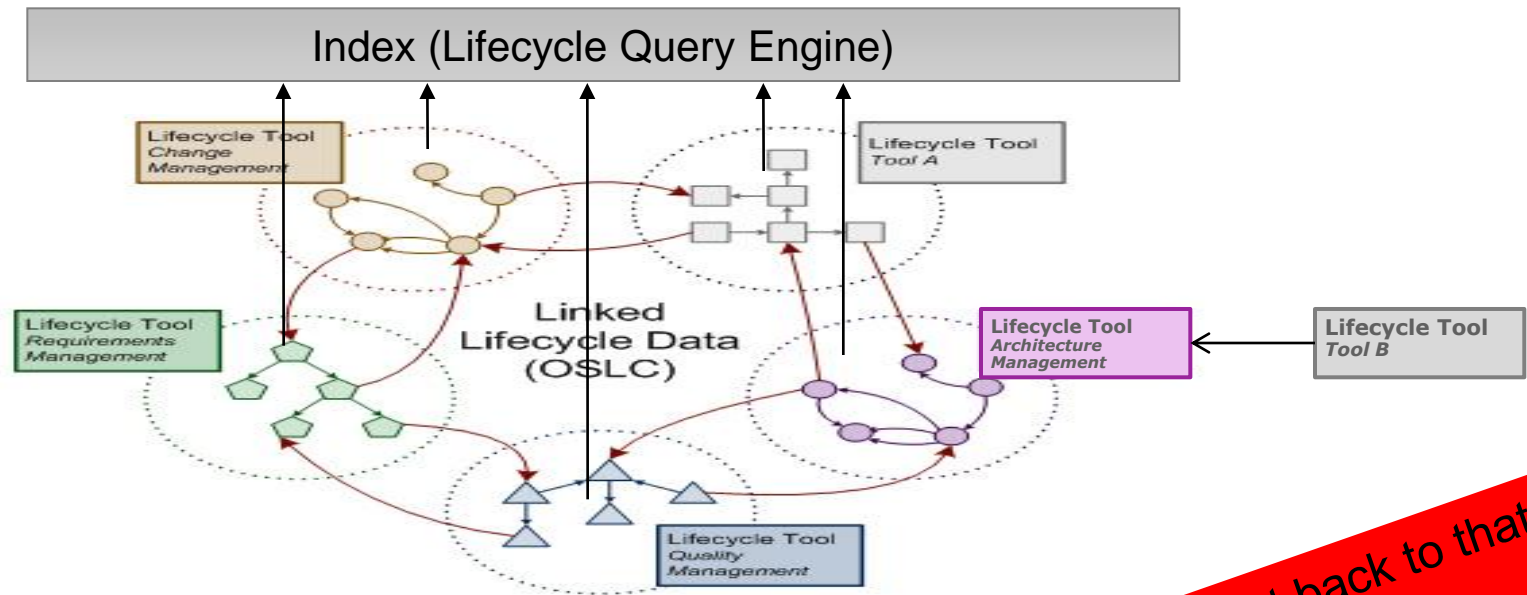 Index (Lifecycle Query Engine)
Lifecycle Tool
Change
Management
Lifecycle Tool
Tool A
Linked
Lifecycle Data
(OSLC)
Lifecycle Tool
Requirements
Management
Lifecycle Tool
Architecture
Management
Lifecycle Tool
Tool B
Lifecycle Tool
Quality
Management
back to that